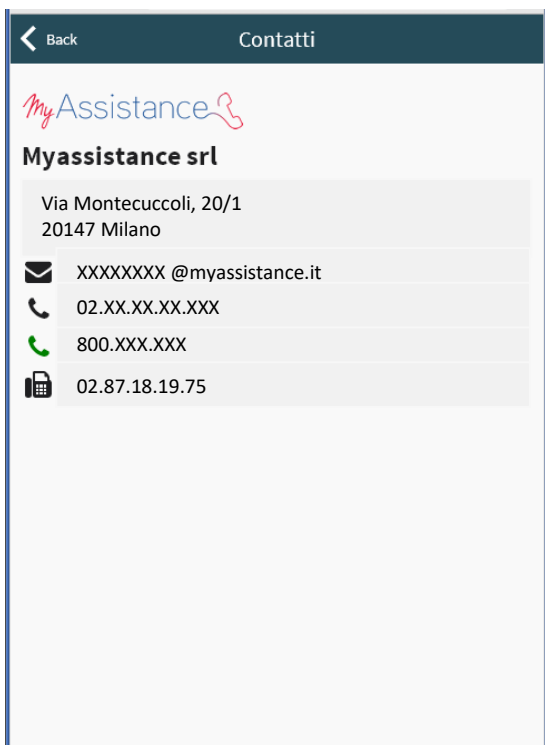 Back
Contatti
MyAssistance
Myassistance srl
Via Montecuccoli, 20/1
20147 Milano
XXXXXXXX @myassistance.it
02.XX.XX.XX.XXX
800.XXX.XXX
02.87.18.19.75